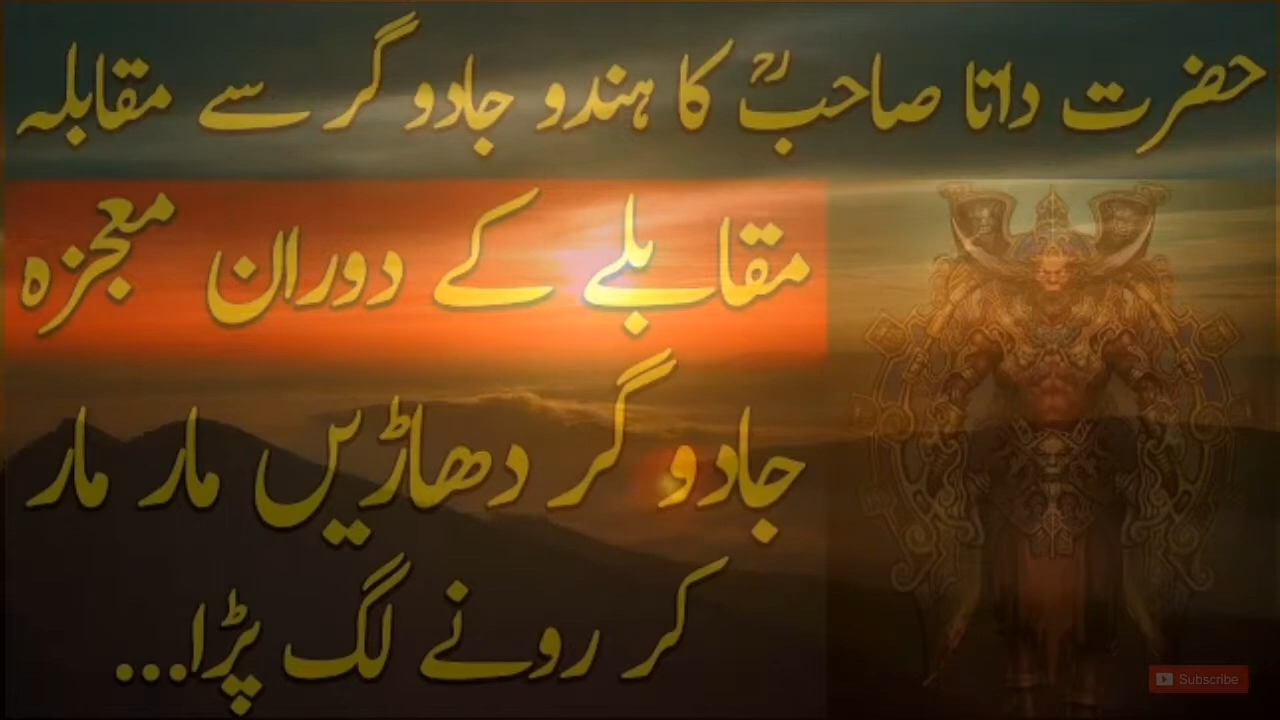 حضرت داتا صاحبؒ کا ہندو جادوگر سے مقابلہ
مقابلے کے دوران معجزہ
جادوگر دھاڑیں مار مار
کر رونے لگ پڑا...
Subscribe